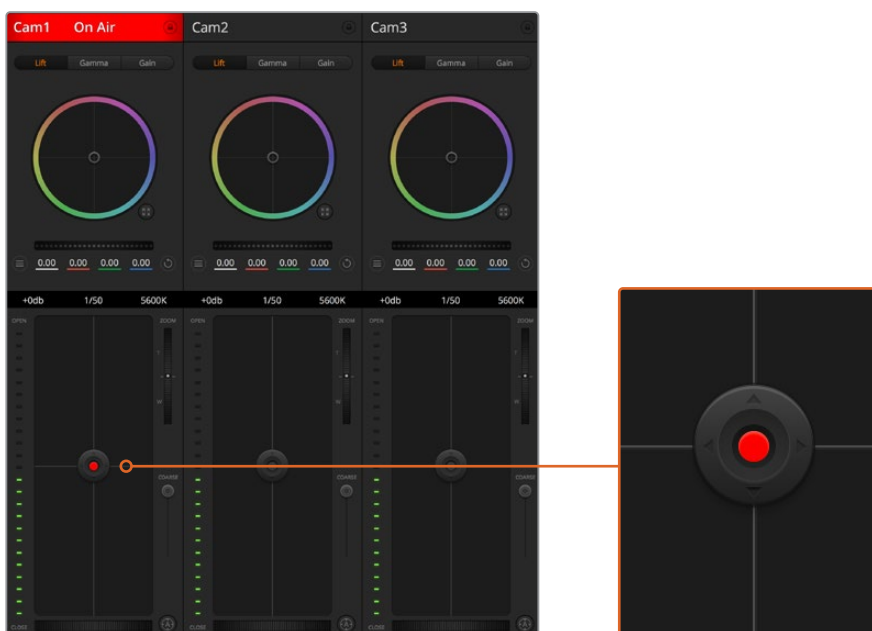 Cam1 On Air Cam2 Cam3
Lift Gamma Gain Lift Gamma Gain Lift Gamma Gain
0.00 0.00 0.00 0.00 0.00 0.00 0.00 0.00 0.00 0.00 0.00 0.00
+0db 1/50 5600K +0db 1/50 5600K +0db 1/50 5600K
OPEN ZOOM OPEN ZOOM OPEN ZOOM
T T T
W W W
COARSE COARSE COARSE
CLOSE CLOSE CLOSE